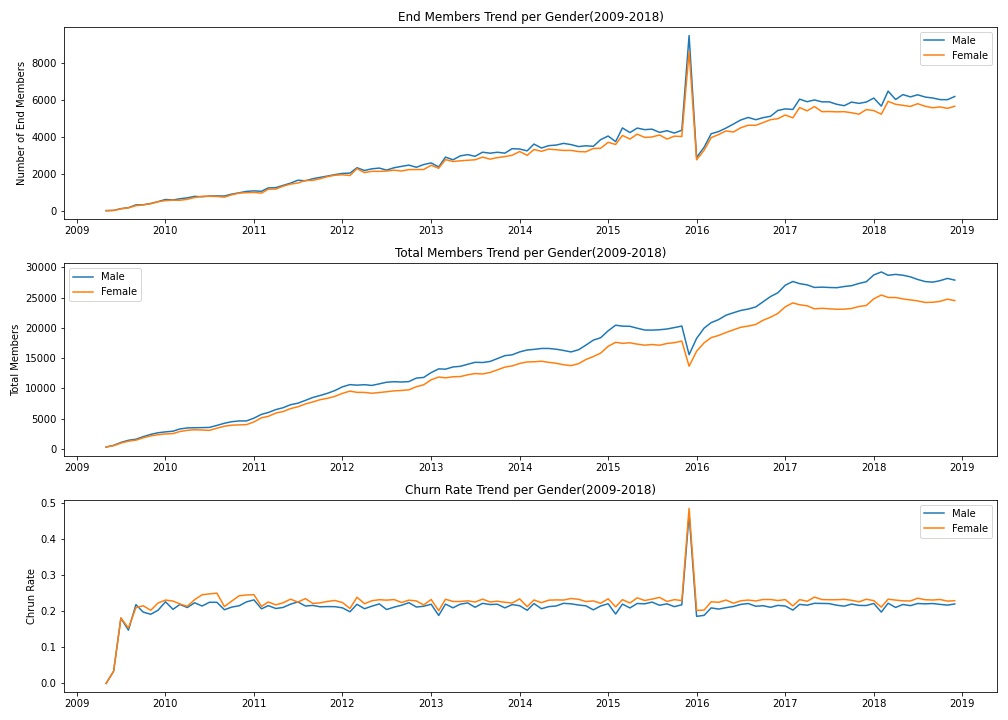 End Members Trend per Gender(2009-2018)
Number of End Members
8000
6000
4000
2000
0
Male
Female
2009 2010 2011 2012 2013 2014 2015 2016 2017 2018 2019
Total Members Trend per Gender(2009-2018)
Total Members
30000
25000
20000
15000
10000
5000
0
Male
Female
2009 2010 2011 2012 2013 2014 2015 2016 2017 2018 2019
Churn Rate Trend per Gender(2009-2018)
Chrun Rate
0.5
0.4
0.3
0.2
0.1
0.0
Male
Female
2009 2010 2011 2012 2013 2014 2015 2016 2017 2018 2019